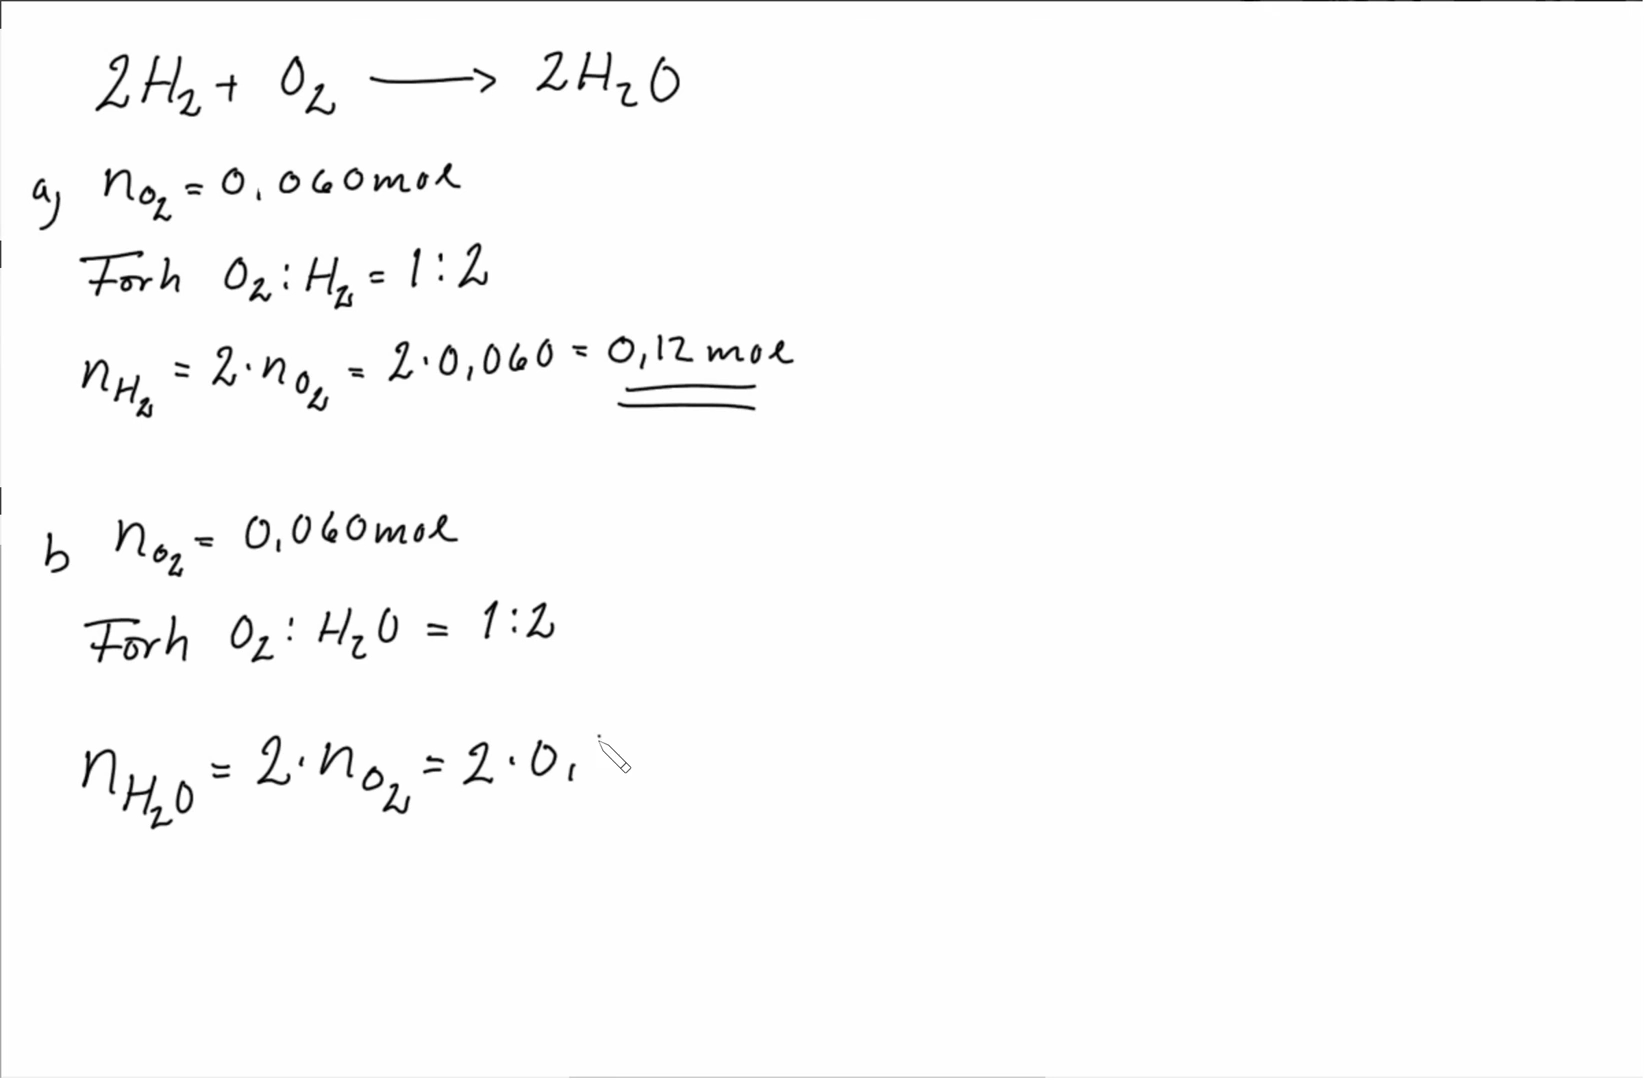 2H₂ + O₂ ⟶ 2H₂O
a) n_O₂ = 0,060 mol
Forh O₂ : H₂ = 1 : 2
n_H₂ = 2 · n_O₂ = 2 · 0,060 = 0,12 mol
b n_O₂ = 0,060 mol
Forh O₂ : H₂O = 1 : 2
n_H₂O = 2 · n_O₂ = 2 · 0,